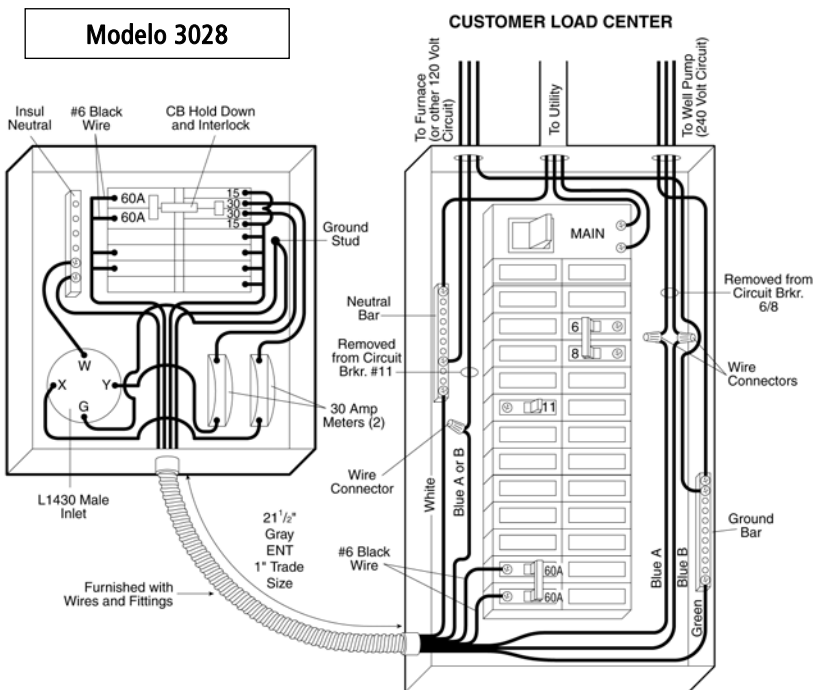 Modelo 3028
CUSTOMER LOAD CENTER
Insul
Neutral
#6 Black
Wire
CB Hold Down
and Interlock
60A
60A
15
30
30
15
Ground
Stud
W
X
Y
G
30 Amp
Meters (2)
L1430 Male
Inlet
21 1/2"
Gray
ENT
1" Trade
Size
Furnished with
Wires and Fittings
To Furnace
(or other 120 Volt
Circuit)
To Utility
To Well Pump
(240 Volt Circuit)
MAIN
Neutral
Bar
Removed
from Circuit
Brkr. #11
Removed from
Circuit Brkr.
6/8
6
8
11
Wire
Connectors
Wire
Connector
White
Blue A or B
#6 Black
Wire
60A
60A
Blue A
Blue B
Green
Ground
Bar